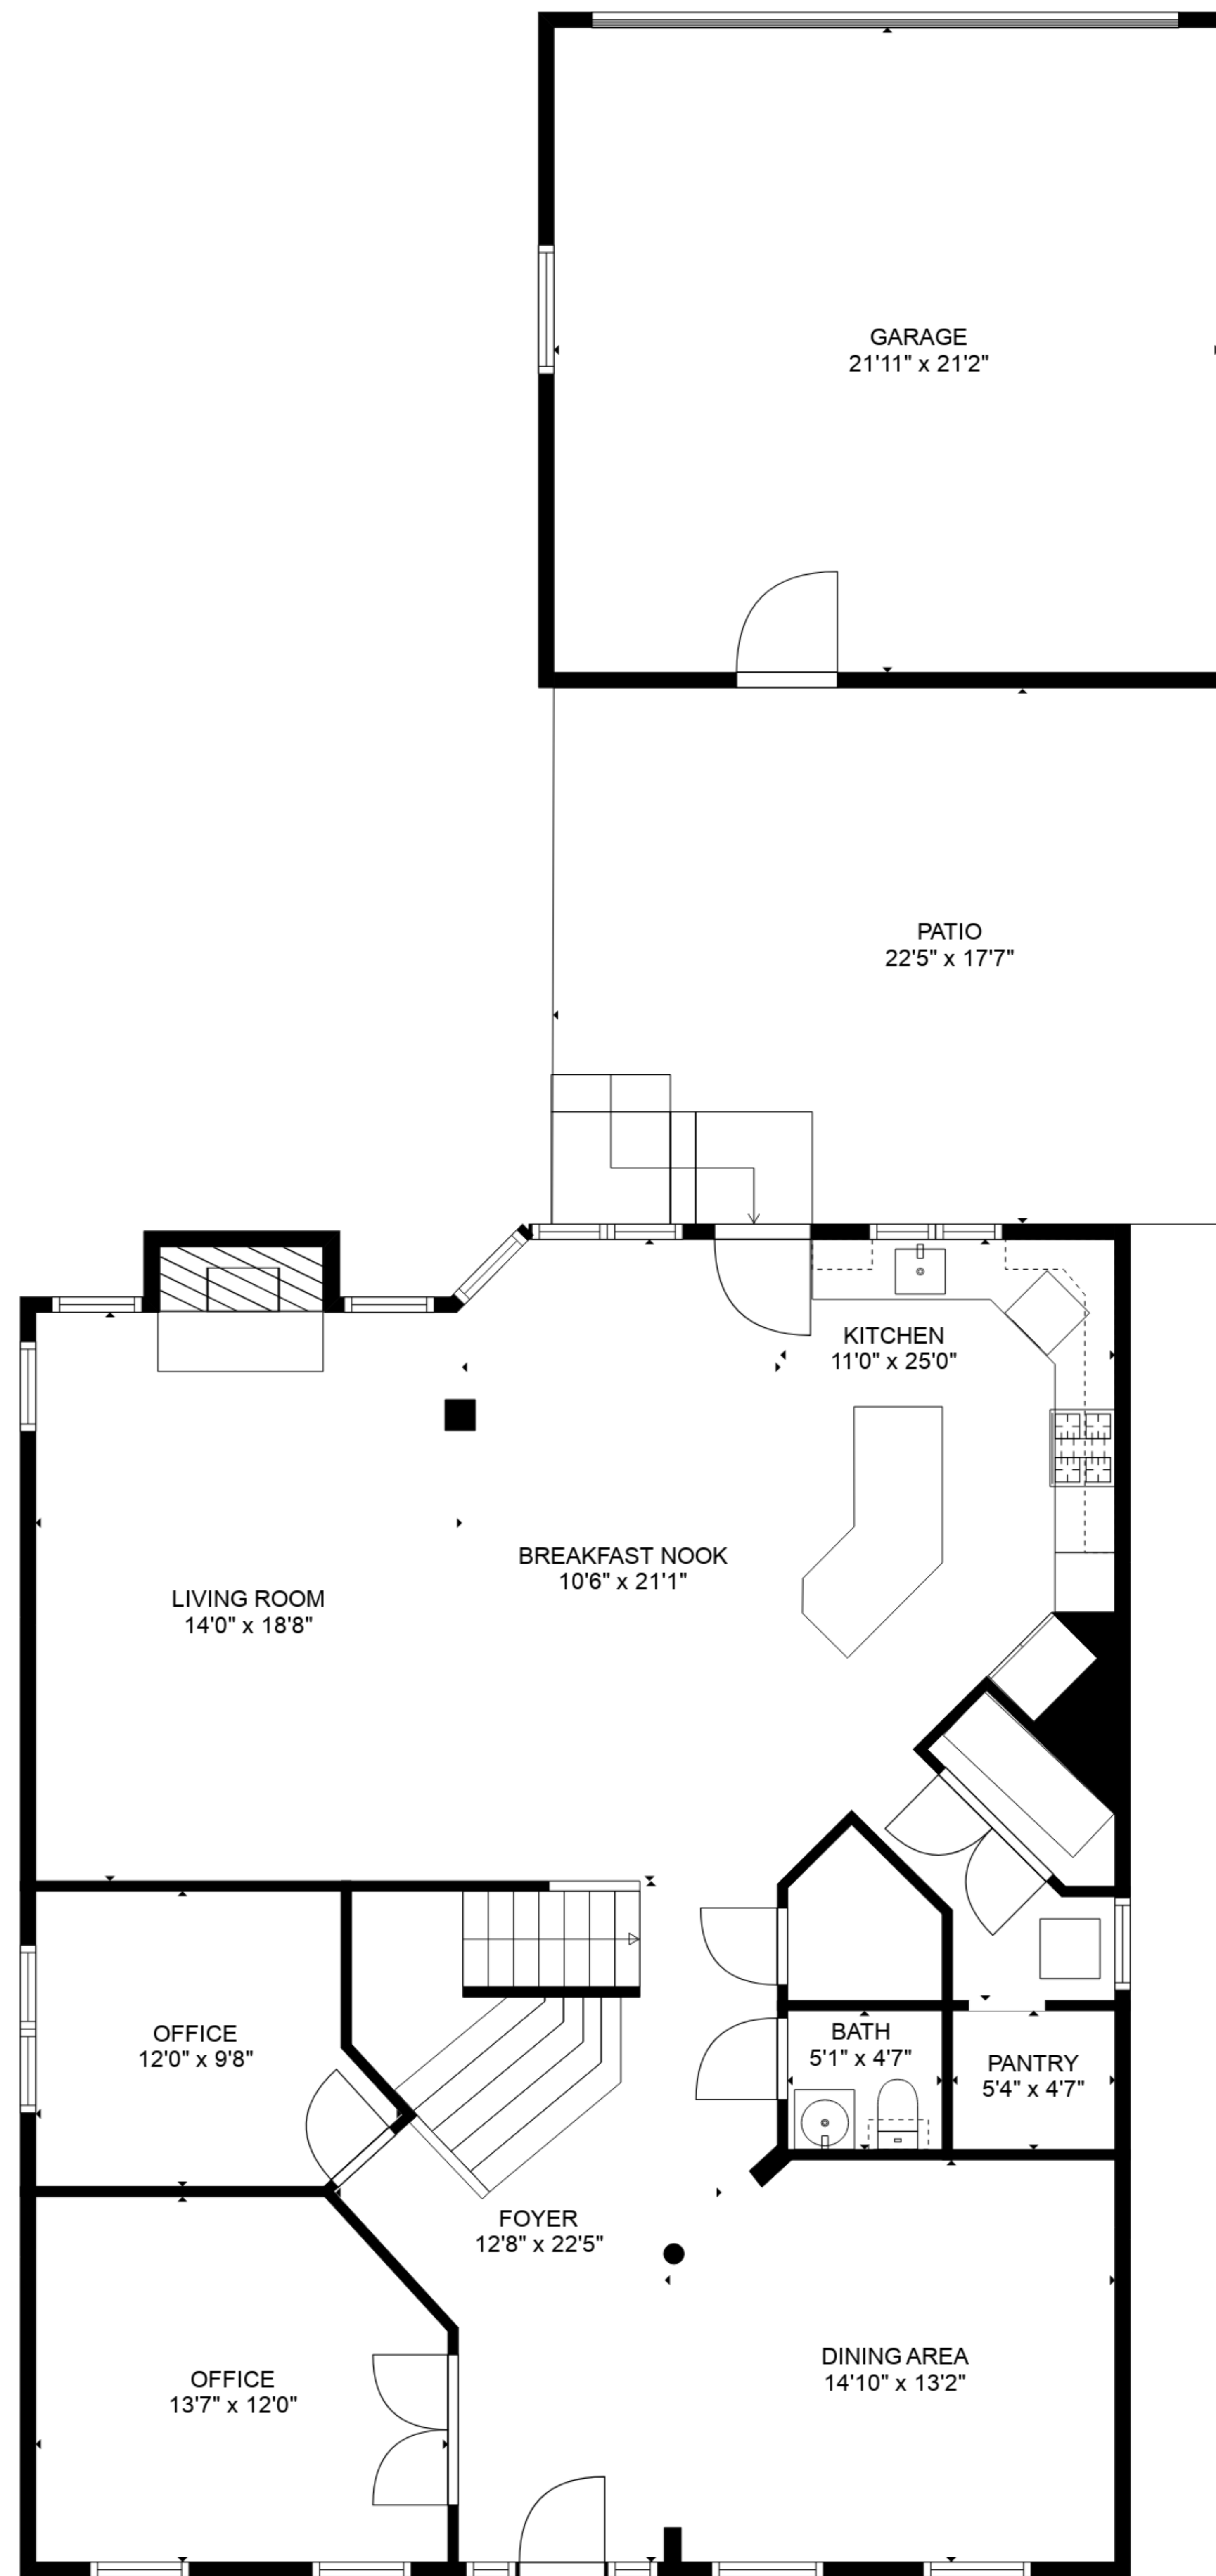 GARAGE
21'11" x 21'2"
PATIO
22'5" x 17'7"
KITCHEN
11'0" x 25'0"
BREAKFAST NOOK
10'6" x 21'1"
LIVING ROOM
14'0" x 18'8"
OFFICE
12'0" x 9'8"
BATH
5'1" x 4'7"
PANTRY
5'4" x 4'7"
FOYER
12'8" x 22'5"
DINING AREA
14'10" x 13'2"
OFFICE
13'7" x 12'0"